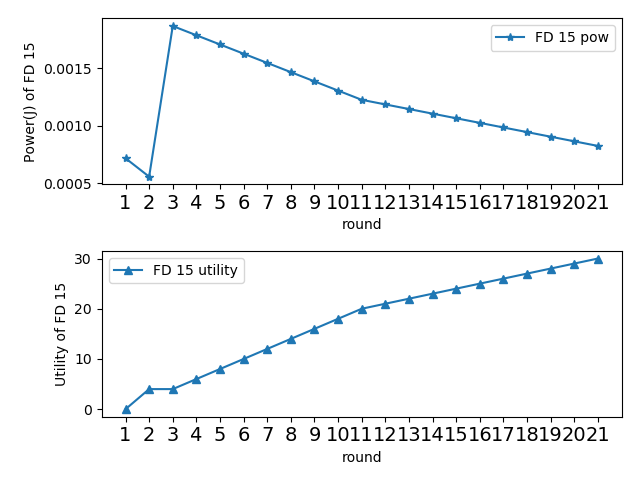 Power(J) of FD 15
FD 15 pow
0.0015
0.0010
0.0005
1 2 3 4 5 6 7 8 9 10 11 12 13 14 15 16 17 18 19 20 21
round
Utility of FD 15
FD 15 utility
30
20
10
0
1 2 3 4 5 6 7 8 9 10 11 12 13 14 15 16 17 18 19 20 21
round